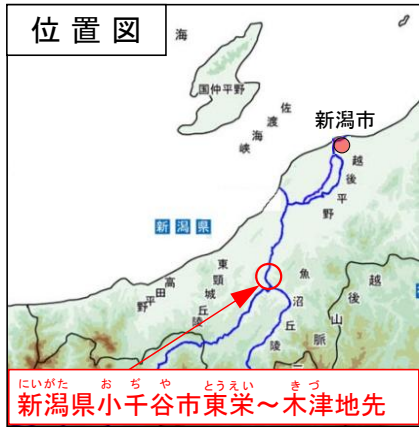 位置図
海
国仲平野
佐渡海峡
新潟市
越後平野
新潟県
高田平野
東頸城丘陵
魚沼丘陵
越後山脈
にいがた おぢや とうえい きづ
新潟県小千谷市東栄～木津地先